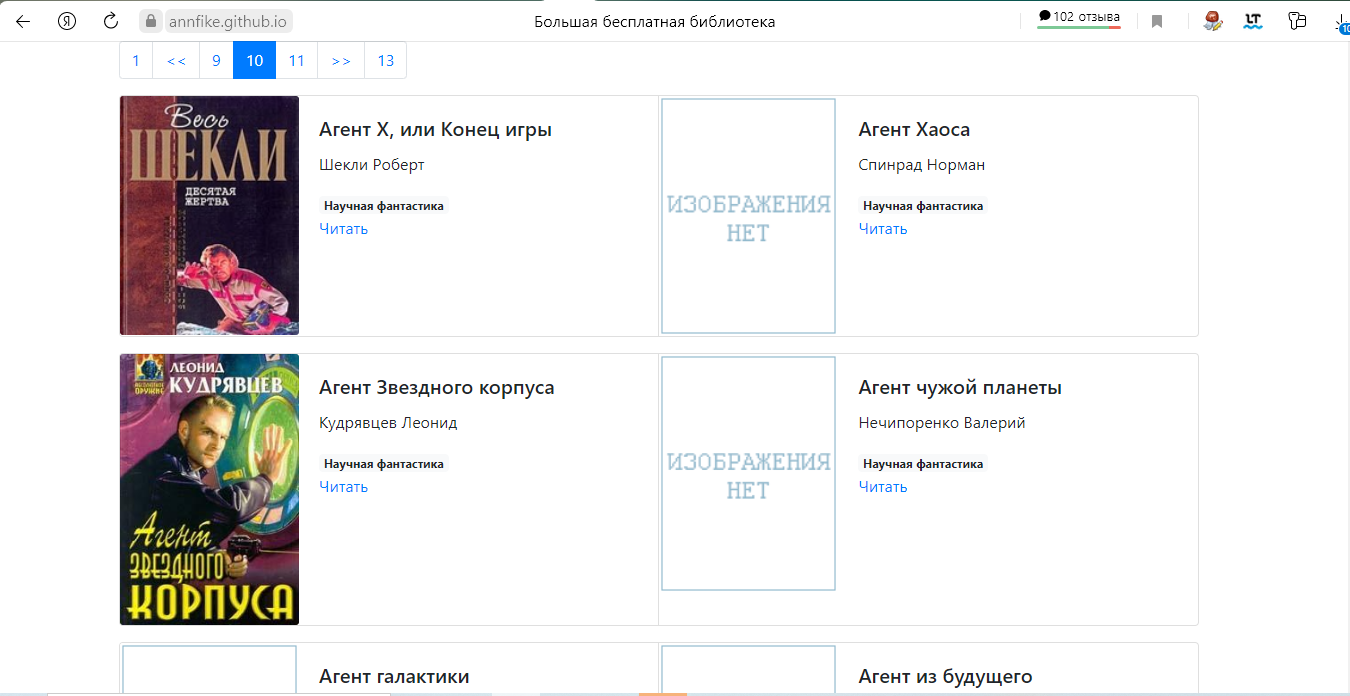 annfike.github.io
Большая бесплатная библиотека
102 отзыва
1 << 9 10 11 >> 13
Весь
ШЕКЛИ
ДЕСЯТАЯ
ЖЕРТВА
Агент X, или Конец игры
Шекли Роберт
Научная фантастика
Читать
ИЗОБРАЖЕНИЯ
НЕТ
Агент Хаоса
Спинрад Норман
Научная фантастика
Читать
ЛЕОНИД
КУДРЯВЦЕВ
Агент
ЗВЕЗДНОГО
КОРПУСА
Агент Звездного корпуса
Кудрявцев Леонид
Научная фантастика
Читать
ИЗОБРАЖЕНИЯ
НЕТ
Агент чужой планеты
Нечипоренко Валерий
Научная фантастика
Читать
Агент галактики
Агент из будущего